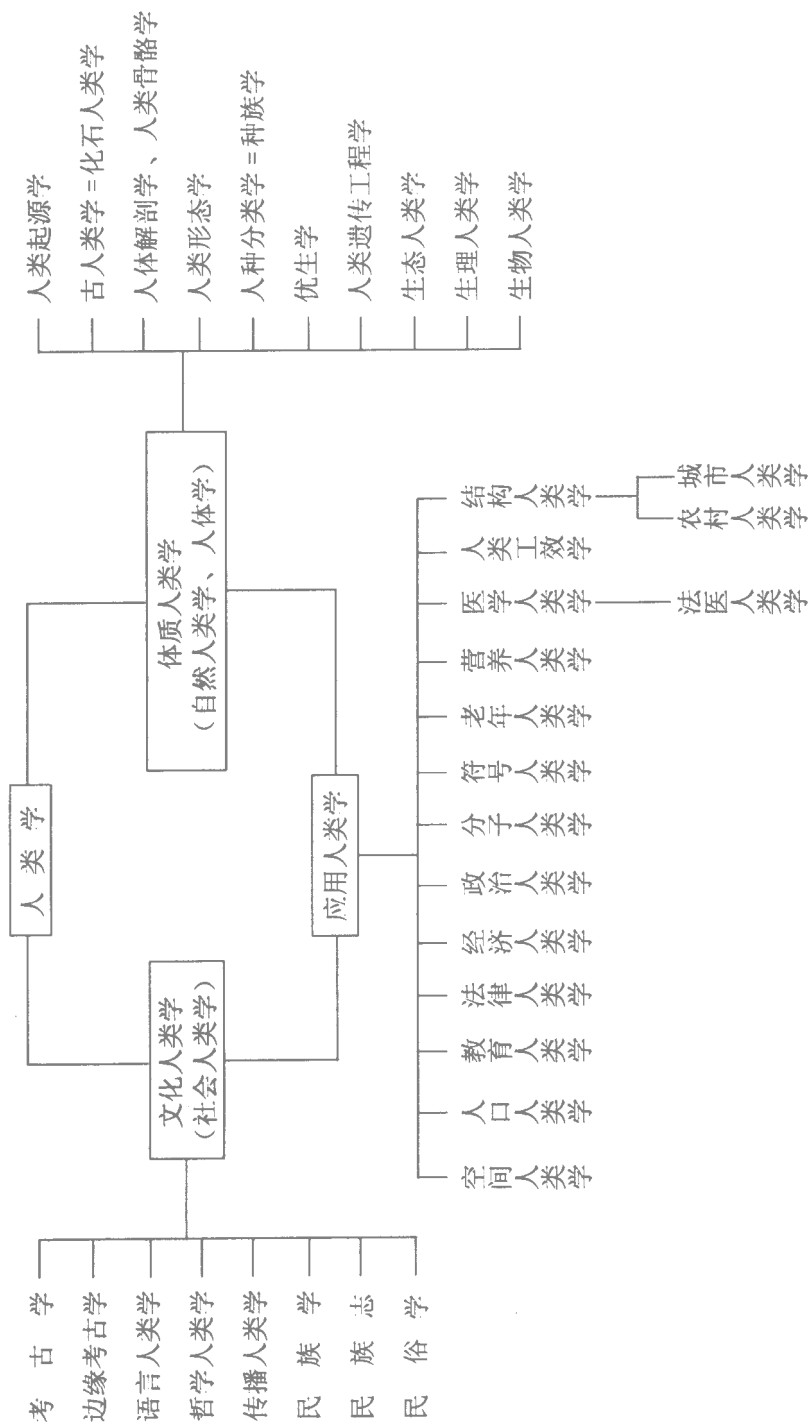 人类学
文化人类学
（社会人类学）
体质人类学
（自然人类学、人体学）
应用人类学
考古学
边缘考古学
语言人类学
哲学人类学
传播人类学
民族学
民族志
民俗学
人类起源学
古人类学=化石人类学
人体解剖学、人类骨骼学
人类形态学
人种分类学=种族学
优生学
人类遗传工程学
生态人类学
生理人类学
生物人类学
空间人类学
人口人类学
教育人类学
法律人类学
经济人类学
政治人类学
分子人类学
符号人类学
老年人类学
营养人类学
医学人类学
人类工效学
结构人类学
法医人类学
农村人类学
城市人类学